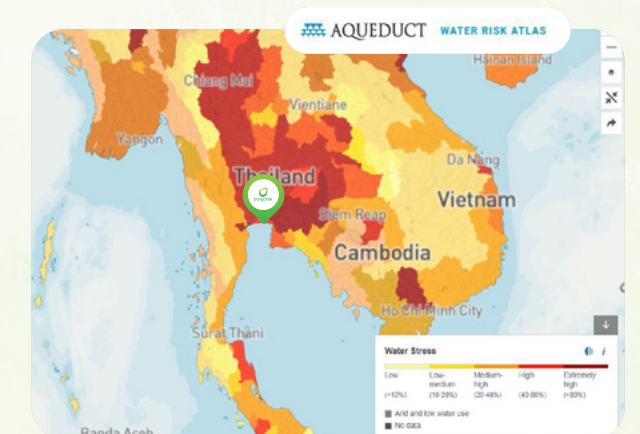 AQUEDUCT WATER RISK ATLAS
Hainan Island
Chiang Mai
Vientiane
Yangon
Da Nang
Thailand
Vietnam
bangchak
Siem Reap
Cambodia
Ho Chi Minh City
Surat Thani
Water Stress
Low
Low-medium
Medium-high
High
Extremely high
(<10%)
(10-20%)
(20-40%)
(40-80%)
(>80%)
Arid and low water use
No data
Banda Aceh